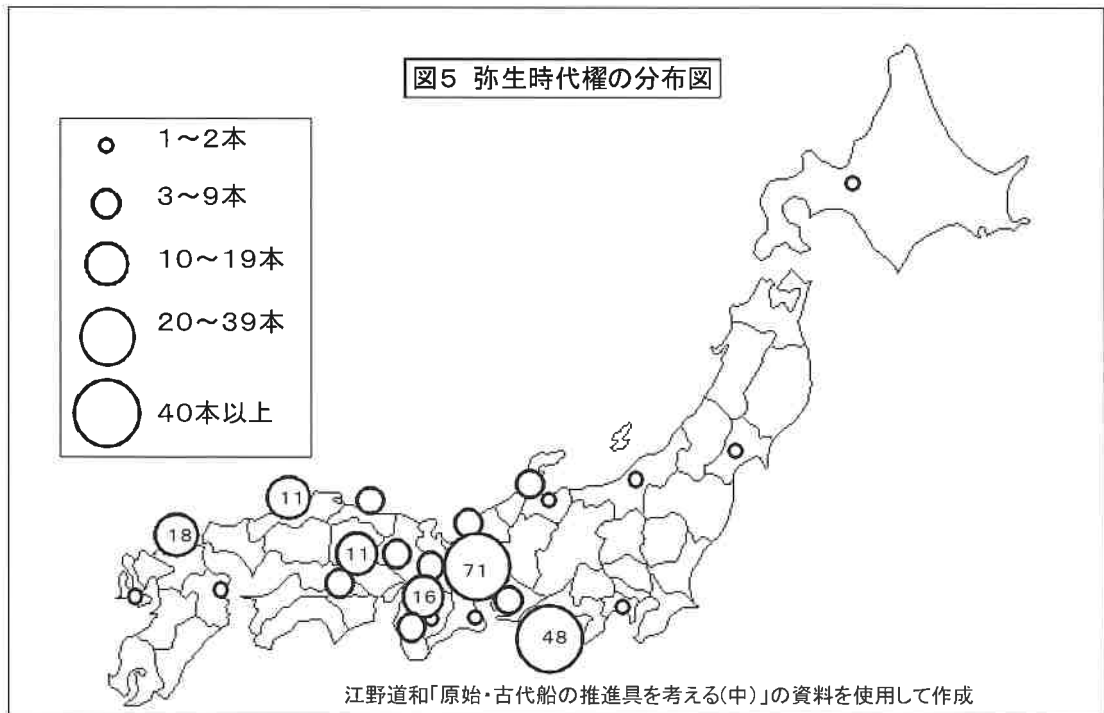 図5 弥生時代櫂の分布図
1～2本
3～9本
10～19本
20～39本
40本以上
11
18
11
71
16
48
江野道和「原始・古代船の推進具を考える(中)」の資料を使用して作成